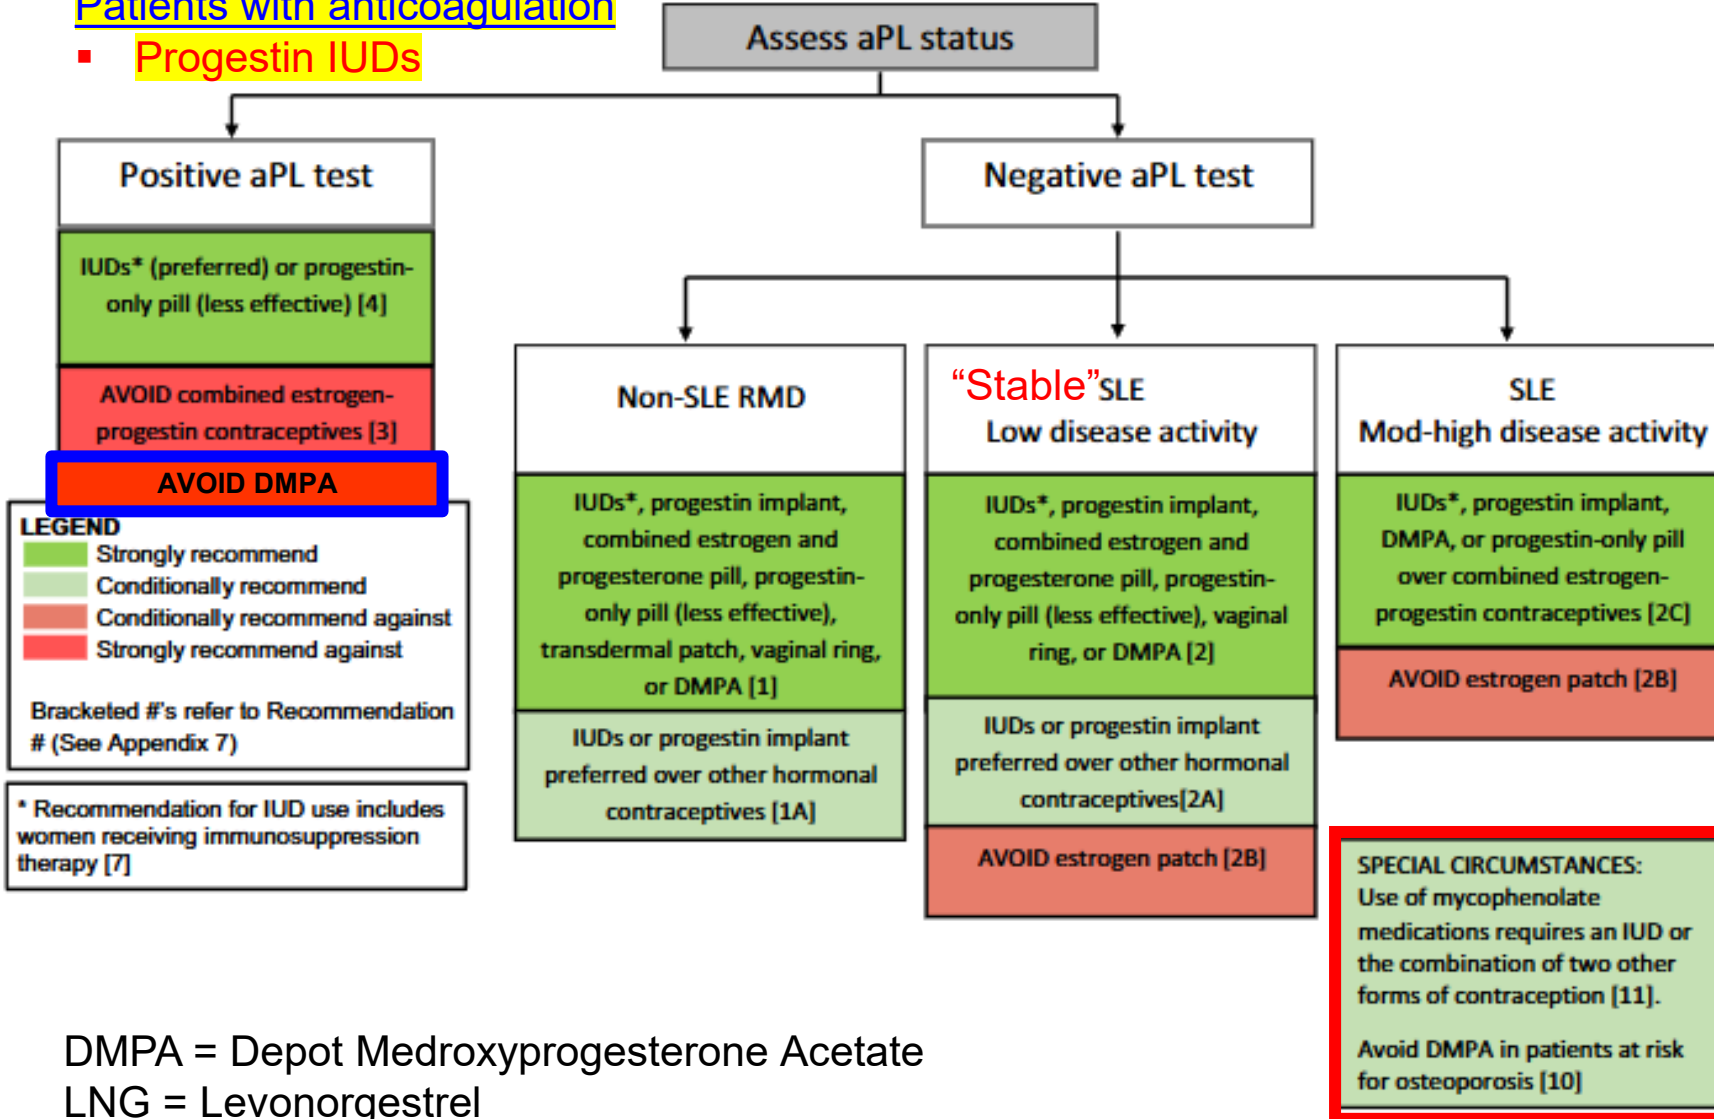 Patients with anticoagulation
▪ Progestin IUDs
Assess aPL status
Positive aPL test
IUDs* (preferred) or progestin-
only pill (less effective) [4]
AVOID combined estrogen-
progestin contraceptives [3]
AVOID DMPA
Negative aPL test
Non-SLE RMD
IUDs*, progestin implant,
combined estrogen and
progesterone pill, progestin-
only pill (less effective),
transdermal patch, vaginal ring,
or DMPA [1]
IUDs or progestin implant
preferred over other hormonal
contraceptives [1A]
“Stable” SLE
Low disease activity
IUDs*, progestin implant,
combined estrogen and
progesterone pill, progestin-
only pill (less effective), vaginal
ring, or DMPA [2]
IUDs or progestin implant
preferred over other hormonal
contraceptives[2A]
AVOID estrogen patch [2B]
SLE
Mod-high disease activity
IUDs*, progestin implant,
DMPA, or progestin-only pill
over combined estrogen-
progestin contraceptives [2C]
AVOID estrogen patch [2B]
LEGEND
Strongly recommend
Conditionally recommend
Conditionally recommend against
Strongly recommend against
Bracketed #'s refer to Recommendation
# (See Appendix 7)
* Recommendation for IUD use includes
women receiving immunosuppression
therapy [7]
SPECIAL CIRCUMSTANCES:
Use of mycophenolate
medications requires an IUD or
the combination of two other
forms of contraception [11].
Avoid DMPA in patients at risk
for osteoporosis [10]
DMPA = Depot Medroxyprogesterone Acetate
LNG = Levonorgestrel